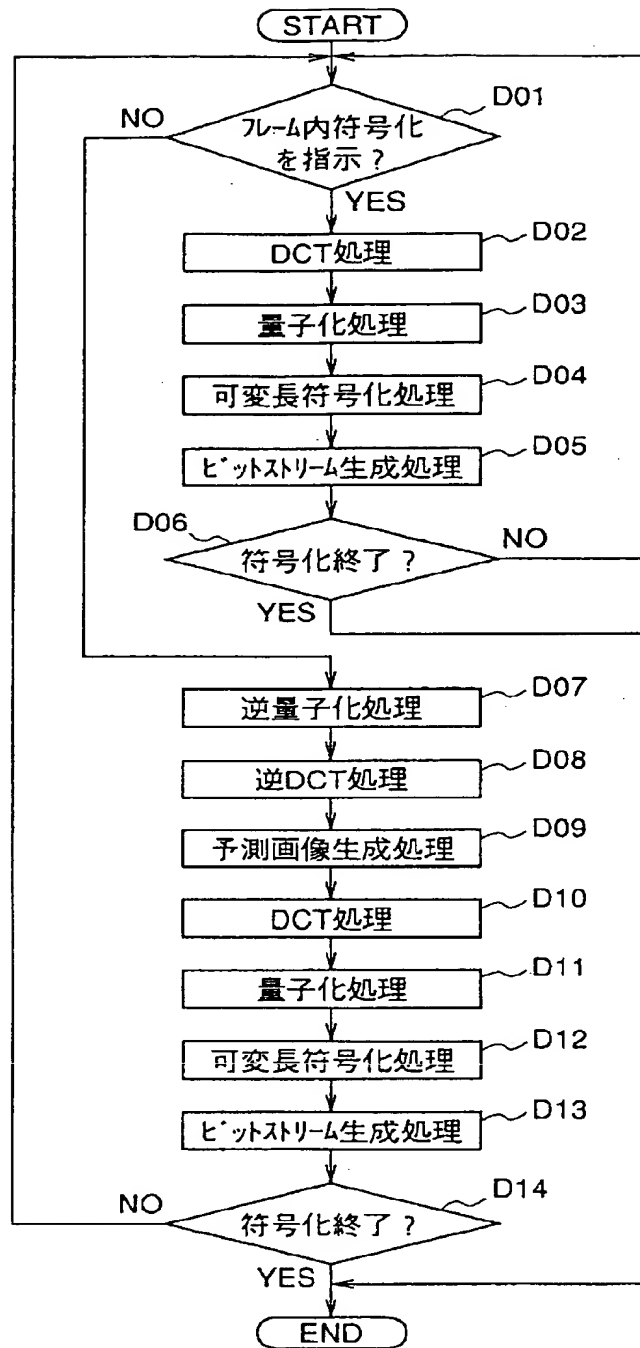 START
D01
NO
フレーム内符号化
を指示？
YES
D02
DCT処理
D03
量子化処理
D04
可変長符号化処理
D05
ビットストリーム生成処理
D06
符号化終了？
NO
YES
D07
逆量子化処理
D08
逆DCT処理
D09
予測画像生成処理
D10
DCT処理
D11
量子化処理
D12
可変長符号化処理
D13
ビットストリーム生成処理
D14
NO
符号化終了？
YES
END